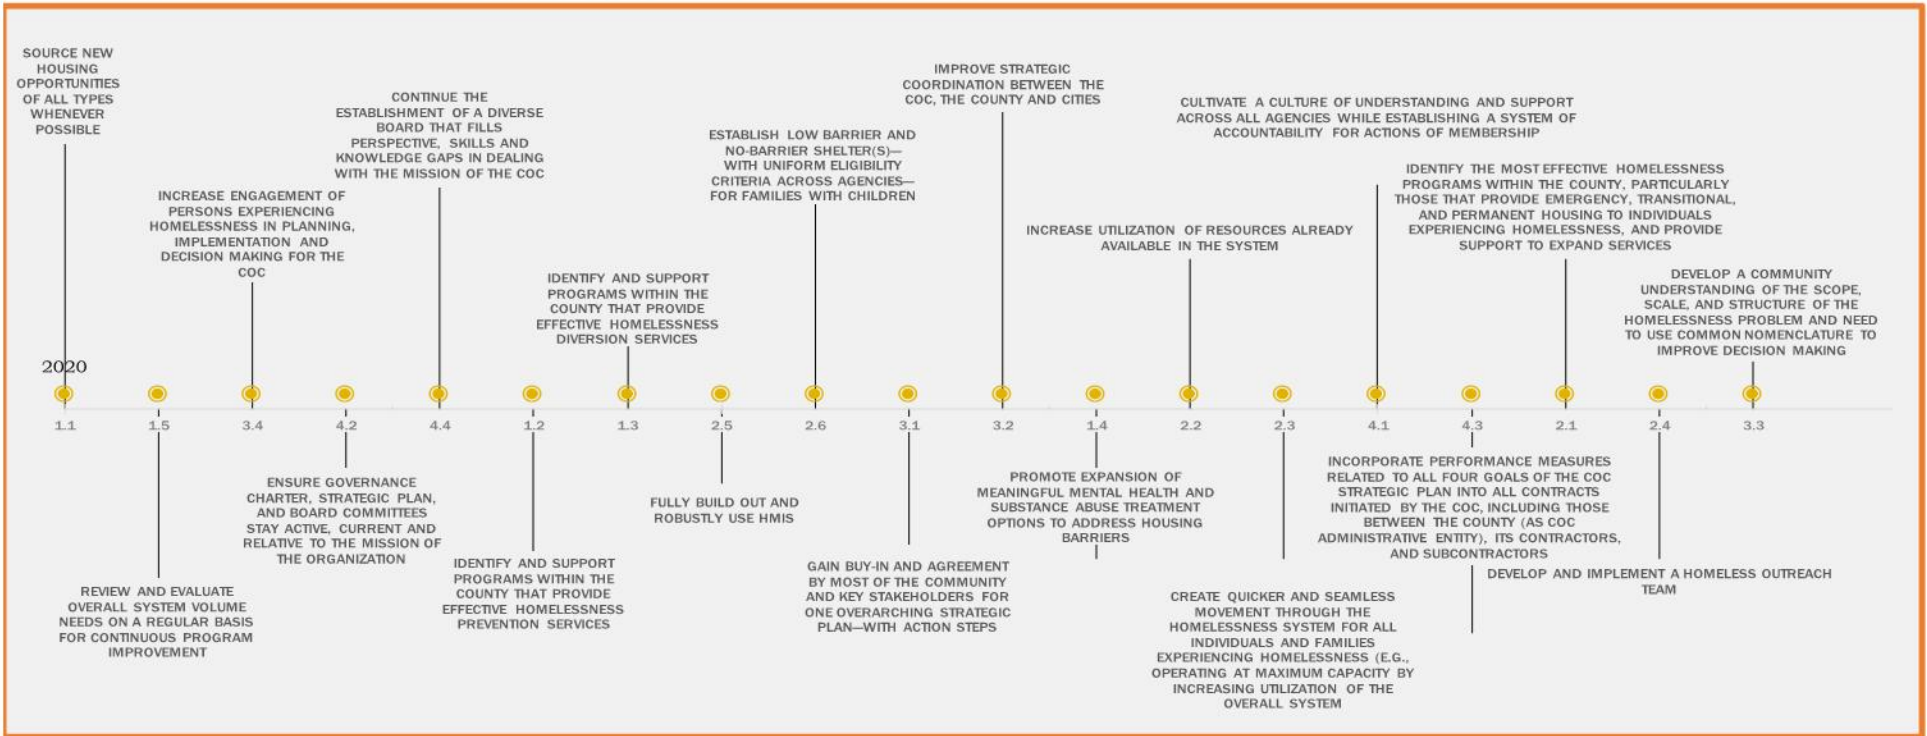 SOURCE NEW
HOUSING
OPPORTUNITIES
OF ALL TYPES
WHENEVER
POSSIBLE
INCREASE ENGAGEMENT OF
PERSONS EXPERIENCING
HOMELESSNESS IN PLANNING,
IMPLEMENTATION AND
DECISION MAKING FOR THE
COC
CONTINUE THE
ESTABLISHMENT OF A DIVERSE
BOARD THAT FILLS
PERSPECTIVE, SKILLS AND
KNOWLEDGE GAPS IN DEALING
WITH THE MISSION OF THE COC
IDENTIFY AND SUPPORT
PROGRAMS WITHIN THE
COUNTY THAT PROVIDE
EFFECTIVE HOMELESSNESS
DIVERSION SERVICES
ESTABLISH LOW BARRIER AND
NO-BARRIER SHELTER(S)—
WITH UNIFORM ELIGIBILITY
CRITERIA ACROSS AGENCIES—
FOR FAMILIES WITH CHILDREN
IMPROVE STRATEGIC
COORDINATION BETWEEN THE
COC, THE COUNTY AND CITIES
INCREASE UTILIZATION OF RESOURCES ALREADY
AVAILABLE IN THE SYSTEM
CULTIVATE A CULTURE OF UNDERSTANDING AND SUPPORT
ACROSS ALL AGENCIES WHILE ESTABLISHING A SYSTEM OF
ACCOUNTABILITY FOR ACTIONS OF MEMBERSHIP
IDENTIFY THE MOST EFFECTIVE HOMELESSNESS
PROGRAMS WITHIN THE COUNTY, PARTICULARLY
THOSE THAT PROVIDE EMERGENCY, TRANSITIONAL,
AND PERMANENT HOUSING TO INDIVIDUALS
EXPERIENCING HOMELESSNESS, AND PROVIDE
SUPPORT TO EXPAND SERVICES
DEVELOP A COMMUNITY
UNDERSTANDING OF THE SCOPE,
SCALE, AND STRUCTURE OF THE
HOMELESSNESS PROBLEM AND NEED
TO USE COMMON NOMENCLATURE TO
IMPROVE DECISION MAKING
2020
1.1 1.5 3.4 4.2 4.4 1.2 1.3 2.5 2.6 3.1 3.2 1.4 2.2 2.3 4.1 4.3 2.1 2.4 3.3
REVIEW AND EVALUATE
OVERALL SYSTEM VOLUME
NEEDS ON A REGULAR BASIS
FOR CONTINUOUS PROGRAM
IMPROVEMENT
ENSURE GOVERNANCE
CHARTER, STRATEGIC PLAN,
AND BOARD COMMITTEES
STAY ACTIVE, CURRENT AND
RELATIVE TO THE MISSION OF
THE ORGANIZATION
IDENTIFY AND SUPPORT
PROGRAMS WITHIN THE
COUNTY THAT PROVIDE
EFFECTIVE HOMELESSNESS
PREVENTION SERVICES
FULLY BUILD OUT AND
ROBUSTLY USE HMIS
GAIN BUY-IN AND AGREEMENT
BY MOST OF THE COMMUNITY
AND KEY STAKEHOLDERS FOR
ONE OVERARCHING STRATEGIC
PLAN—WITH ACTION STEPS
PROMOTE EXPANSION OF
MEANINGFUL MENTAL HEALTH AND
SUBSTANCE ABUSE TREATMENT
OPTIONS TO ADDRESS HOUSING
BARRIERS
CREATE QUICKER AND SEAMLESS
MOVEMENT THROUGH THE
HOMELESSNESS SYSTEM FOR ALL
INDIVIDUALS AND FAMILIES
EXPERIENCING HOMELESSNESS (E.G.,
OPERATING AT MAXIMUM CAPACITY BY
INCREASING UTILIZATION OF THE
OVERALL SYSTEM
INCORPORATE PERFORMANCE MEASURES
RELATED TO ALL FOUR GOALS OF THE COC
STRATEGIC PLAN INTO ALL CONTRACTS
INITIATED BY THE COC, INCLUDING THOSE
BETWEEN THE COUNTY (AS COC
ADMINISTRATIVE ENTITY), ITS CONTRACTORS,
AND SUBCONTRACTORS
DEVELOP AND IMPLEMENT A HOMELESS OUTREACH
TEAM